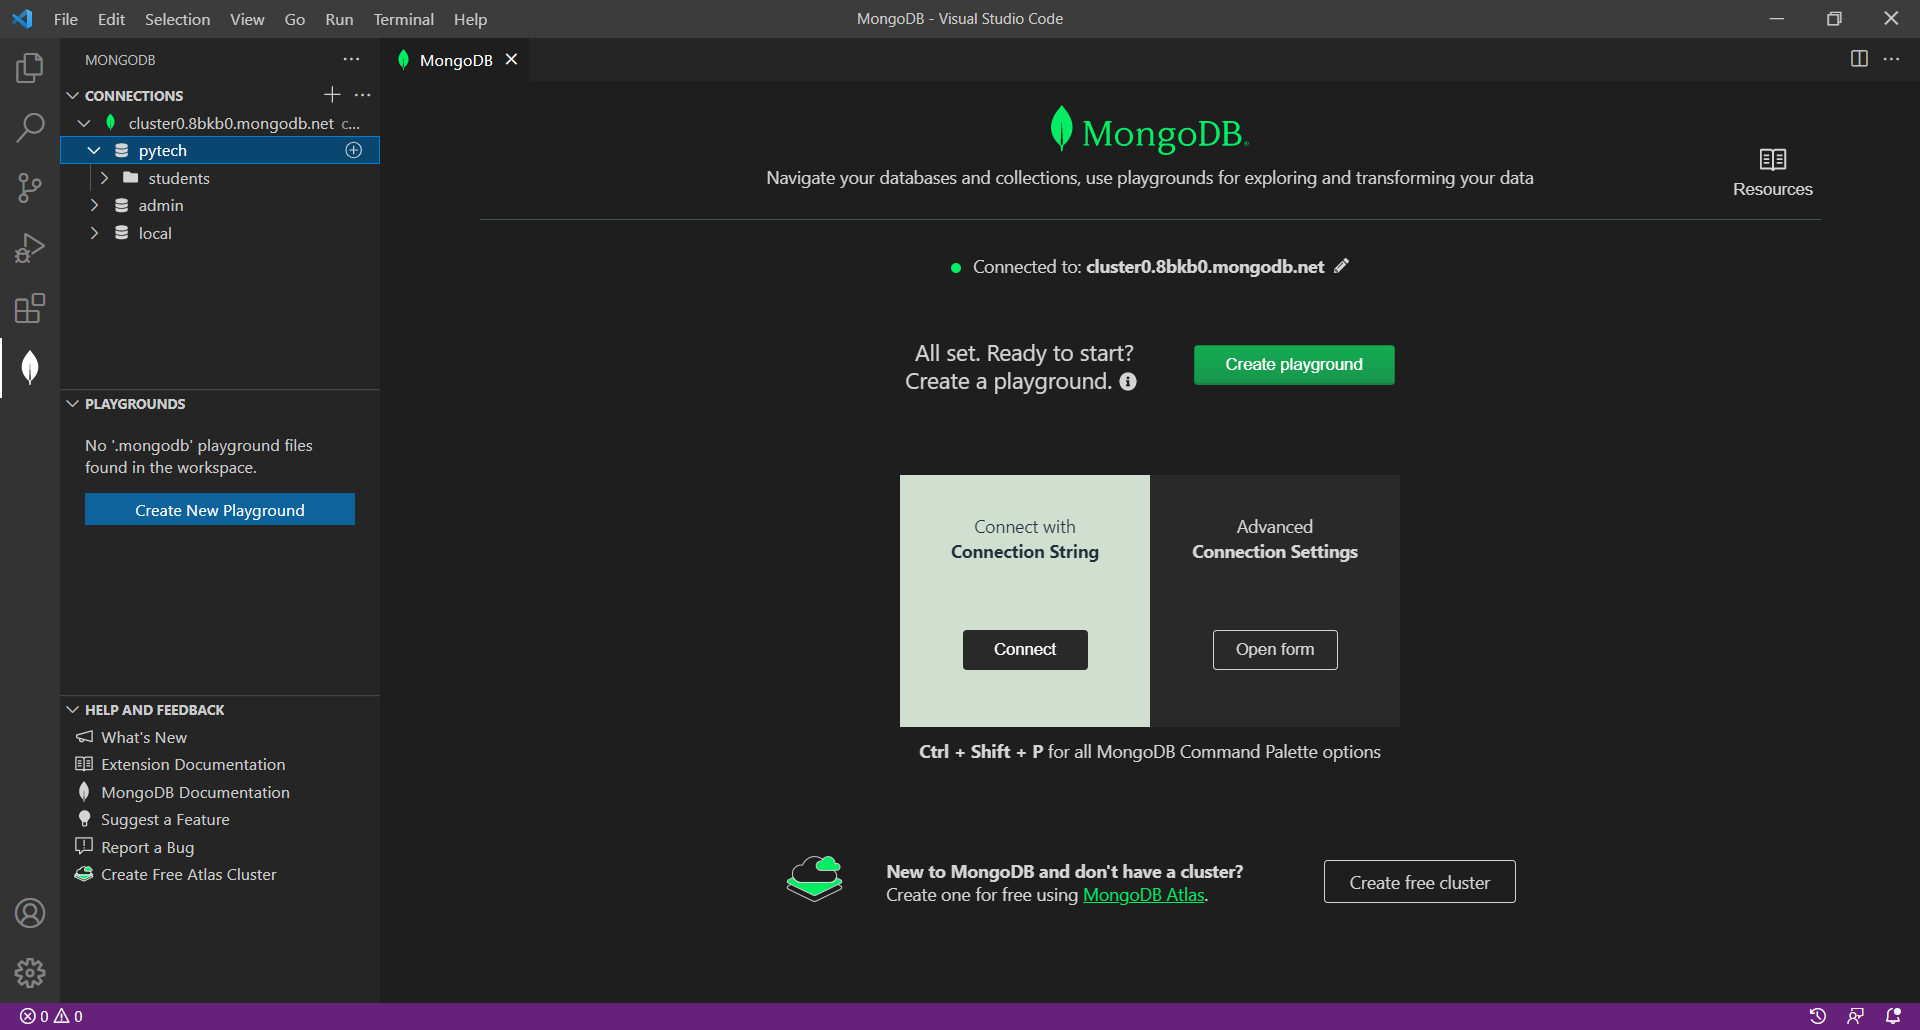 File Edit Selection View Go Run Terminal Help
MongoDB - Visual Studio Code
MONGODB
CONNECTIONS
cluster0.8bkb0.mongodb.net c...
pytech
students
admin
local
PLAYGROUNDS
No '.mongodb' playground files
found in the workspace.
Create New Playground
HELP AND FEEDBACK
What's New
Extension Documentation
MongoDB Documentation
Suggest a Feature
Report a Bug
Create Free Atlas Cluster
MongoDB
MongoDB.
Navigate your databases and collections, use playgrounds for exploring and transforming your data
Resources
Connected to: cluster0.8bkb0.mongodb.net
All set. Ready to start?
Create a playground.
Create playground
Connect with
Connection String
Connect
Advanced
Connection Settings
Open form
Ctrl + Shift + P for all MongoDB Command Palette options
New to MongoDB and don't have a cluster?
Create one for free using MongoDB Atlas.
Create free cluster
0 0